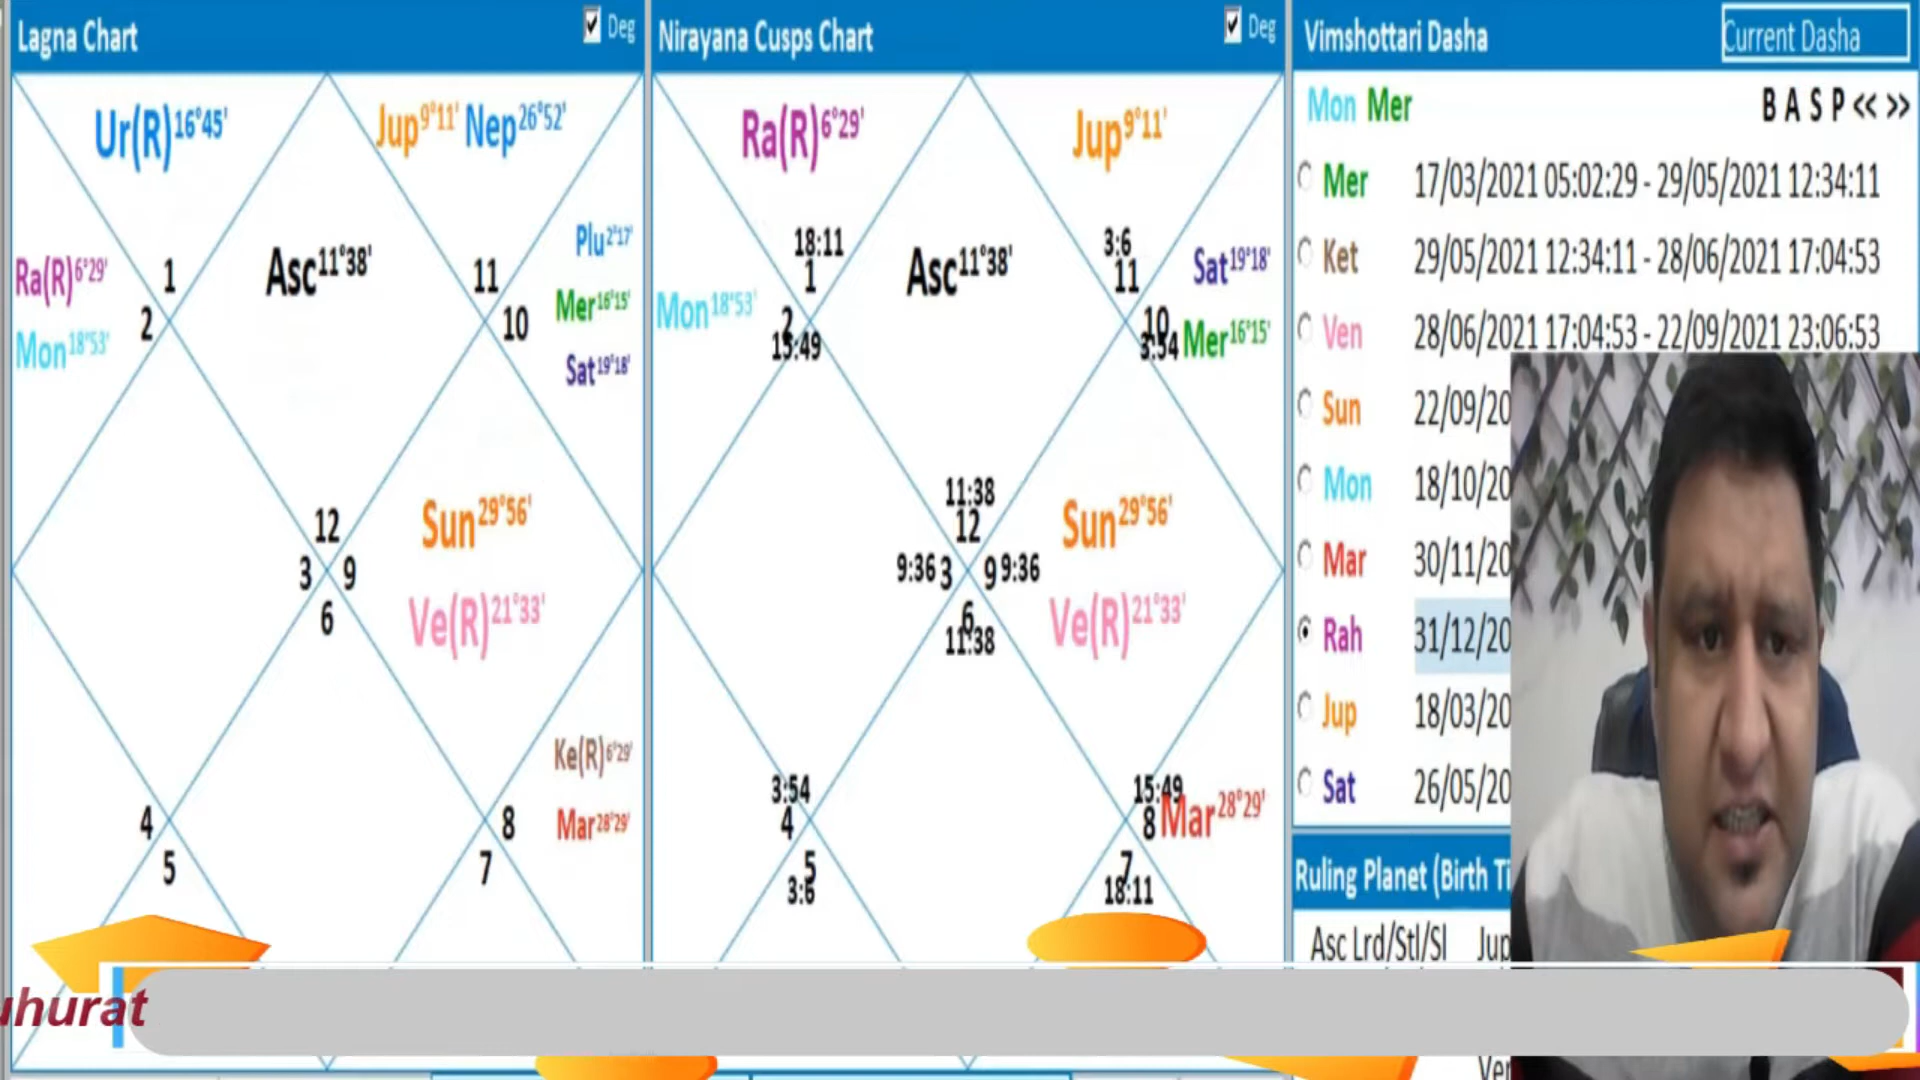 Lagna Chart
Deg
Ur(R)16°45'
Jup9°11' Nep26°52'
Plu2°17'
Ra(R)6°29'
1
Asc11°38'
11
Mer16°15'
2
10
Mon18°53'
Sat19°18'
12
Sun29°56'
3
9
6
Ve(R)21°33'
Ke(R)6°29'
4
8
Mar28°29'
5
7
Nirayana Cusps Chart
Deg
Ra(R)6°29'
Jup9°11'
18:11
3:6
1
Asc11°38'
11
Sat19°18'
Mon18°53'
2
10
15:49
3:54
Mer16°15'
11:38
12
Sun29°56'
9:36
3
9
9:36
6
11:38
Ve(R)21°33'
3:54
15:49
4
8
Mar28°29'
5
7
3:6
18:11
Vimshottari Dasha
Current Dasha
Mon Mer
B A S P << >>
Mer 17/03/2021 05:02:29 - 29/05/2021 12:34:11
Ket 29/05/2021 12:34:11 - 28/06/2021 17:04:53
Ven 28/06/2021 17:04:53 - 22/09/2021 23:06:53
Sun 22/09/20
Mon 18/10/20
Mar 30/11/20
Rah 31/12/20
Jup 18/03/20
Sat 26/05/20
Ruling Planet (Birth Ti
Asc Lrd/Stl/Sl Jup
uhurat
Ver